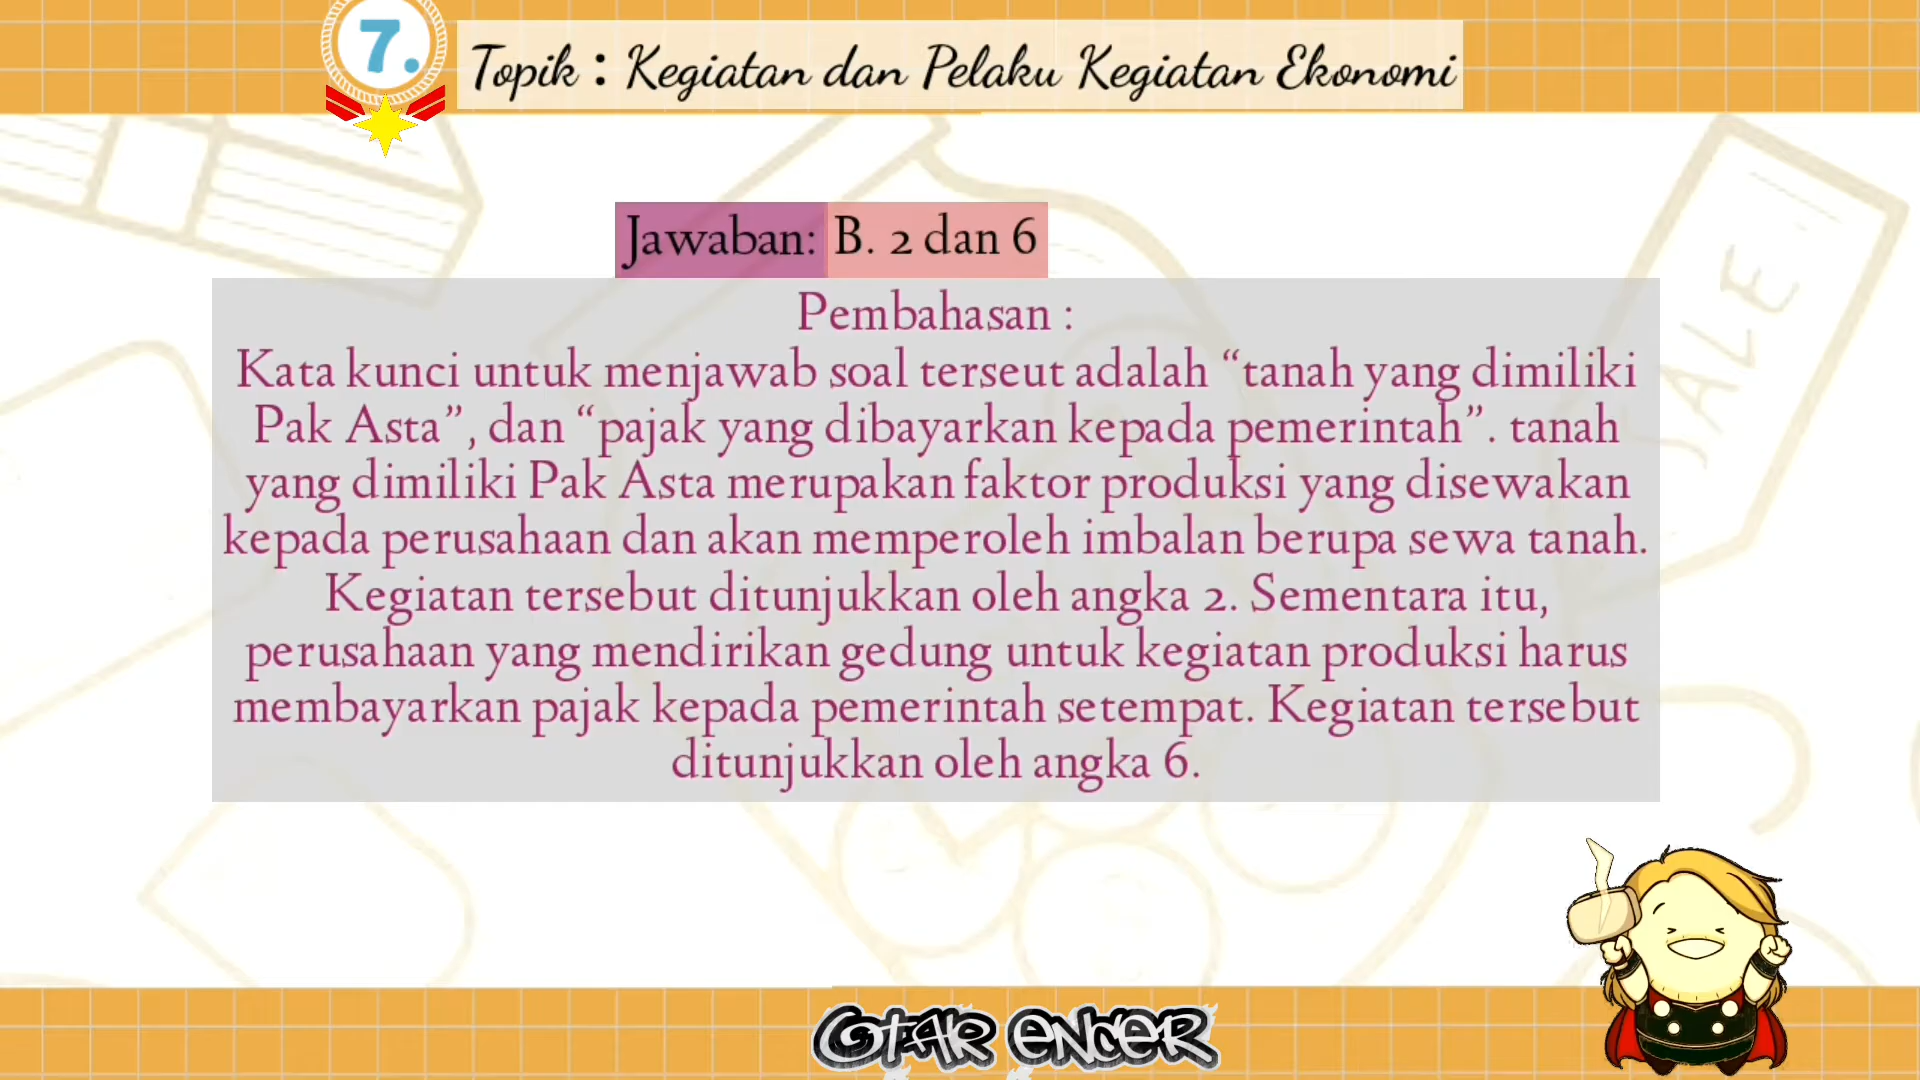 7.
Topik : Kegiatan dan Pelaku Kegiatan Ekonomi
Jawaban: B. 2 dan 6
Pembahasan :
Kata kunci untuk menjawab soal terseut adalah “tanah yang dimiliki
Pak Asta”, dan “pajak yang dibayarkan kepada pemerintah”. tanah
yang dimiliki Pak Asta merupakan faktor produksi yang disewakan
kepada perusahaan dan akan memperoleh imbalan berupa sewa tanah.
Kegiatan tersebut ditunjukkan oleh angka 2. Sementara itu,
perusahaan yang mendirikan gedung untuk kegiatan produksi harus
membayarkan pajak kepada pemerintah setempat. Kegiatan tersebut
ditunjukkan oleh angka 6.
SALE
OTAK ENCER